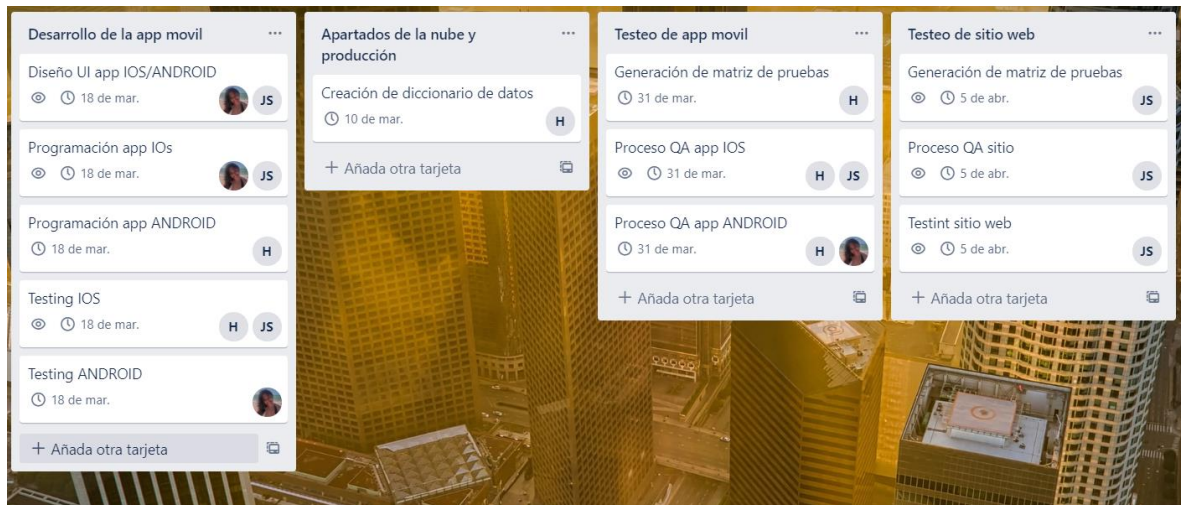 Desarrollo de la app movil
Diseño UI app IOS/ANDROID
18 de mar.
JS
Programación app IOs
18 de mar.
JS
Programación app ANDROID
18 de mar.
H
Testing IOS
18 de mar.
H JS
Testing ANDROID
18 de mar.
+ Añada otra tarjeta
Apartados de la nube y
producción
Creación de diccionario de datos
10 de mar.
H
+ Añada otra tarjeta
Testeo de app movil
Generación de matriz de pruebas
31 de mar.
H
Proceso QA app IOS
31 de mar.
H JS
Proceso QA app ANDROID
31 de mar.
H
+ Añada otra tarjeta
Testeo de sitio web
Generación de matriz de pruebas
5 de abr.
JS
Proceso QA sitio
5 de abr.
JS
Testint sitio web
5 de abr.
JS
+ Añada otra tarjeta